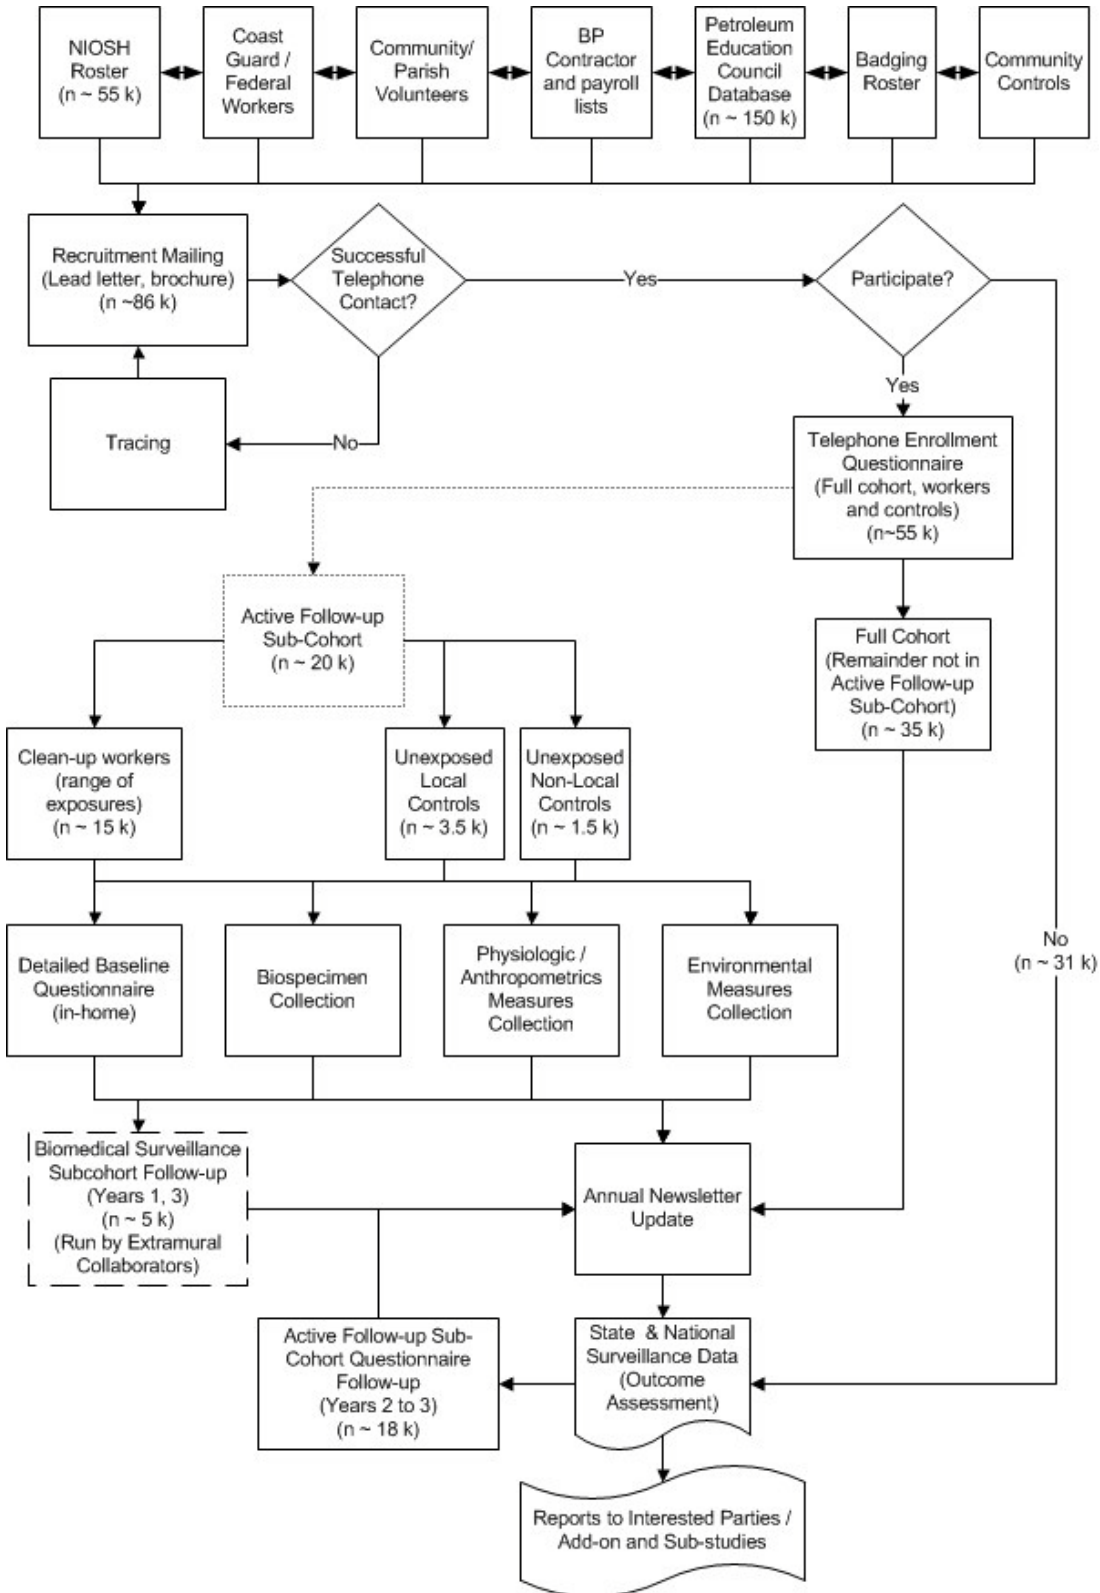 NIOSH
Roster
(n ~ 55 k)
Coast
Guard /
Federal
Workers
Community/
Parish
Volunteers
BP
Contractor
and payroll
lists
Petroleum
Education
Council
Database
(n ~ 150 k)
Badging
Roster
Community
Controls
Recruitment Mailing
(Lead letter, brochure)
(n ~86 k)
Successful
Telephone
Contact?
Yes
Participate?
Yes
Tracing
No
Telephone Enrollment
Questionnaire
(Full cohort, workers
and controls)
(n~55 k)
Active Follow-up
Sub-Cohort
(n ~ 20 k)
Full Cohort
(Remainder not in
Active Follow-up
Sub-Cohort)
(n ~ 35 k)
Clean-up workers
(range of
exposures)
(n ~ 15 k)
Unexposed
Local
Controls
(n ~ 3.5 k)
Unexposed
Non-Local
Controls
(n ~ 1.5 k)
No
(n ~ 31 k)
Detailed Baseline
Questionnaire
(in-home)
Biospecimen
Collection
Physiologic /
Anthropometrics
Measures
Collection
Environmental
Measures
Collection
Biomedical Surveillance
Subcohort Follow-up
(Years 1, 3)
(n ~ 5 k)
(Run by Extramural
Collaborators)
Annual Newsletter
Update
Active Follow-up Sub-
Cohort Questionnaire
Follow-up
(Years 2 to 3)
(n ~ 18 k)
State & National
Surveillance Data
(Outcome
Assessment)
Reports to Interested Parties /
Add-on and Sub-studies